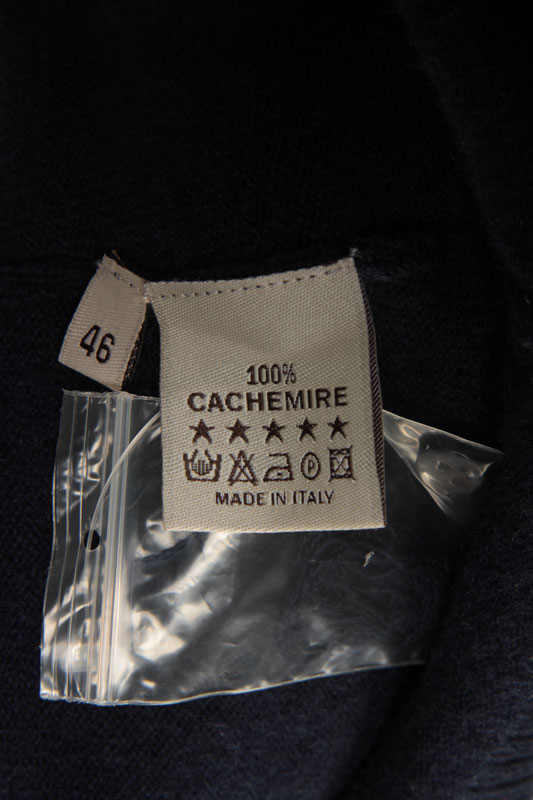 46
100%
CACHEMIRE
P
MADE IN ITALY